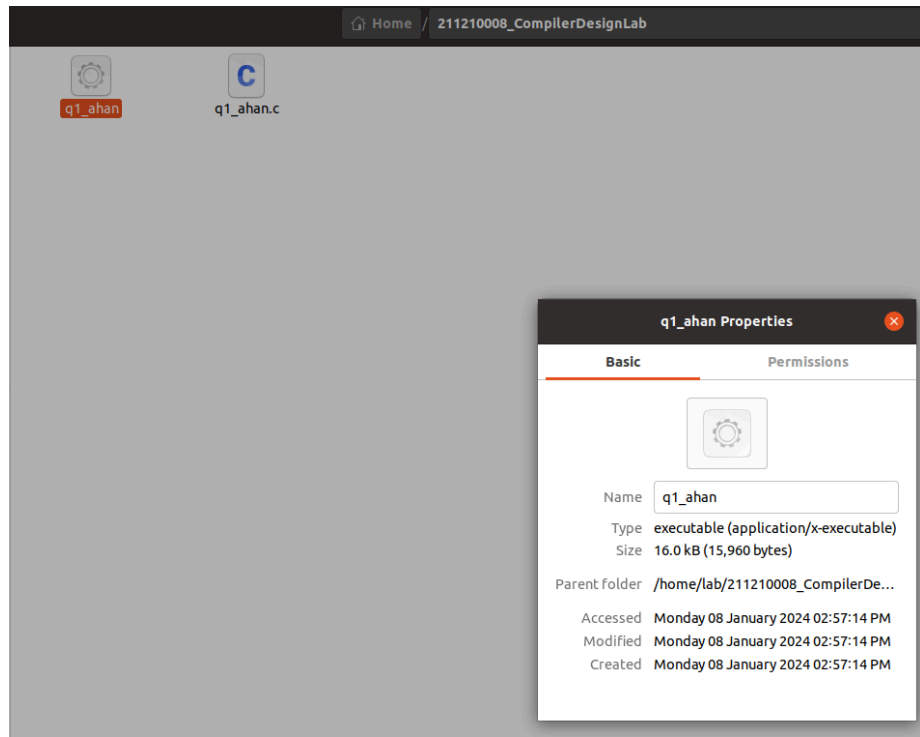 Home / 211210008_CompilerDesignLab
C
q1_ahan q1_ahan.c
q1_ahan Properties
Basic Permissions
Name q1_ahan
Type executable (application/x-executable)
Size 16.0 kB (15,960 bytes)
Parent folder /home/lab/211210008_CompilerDe...
Accessed Monday 08 January 2024 02:57:14 PM
Modified Monday 08 January 2024 02:57:14 PM
Created Monday 08 January 2024 02:57:14 PM